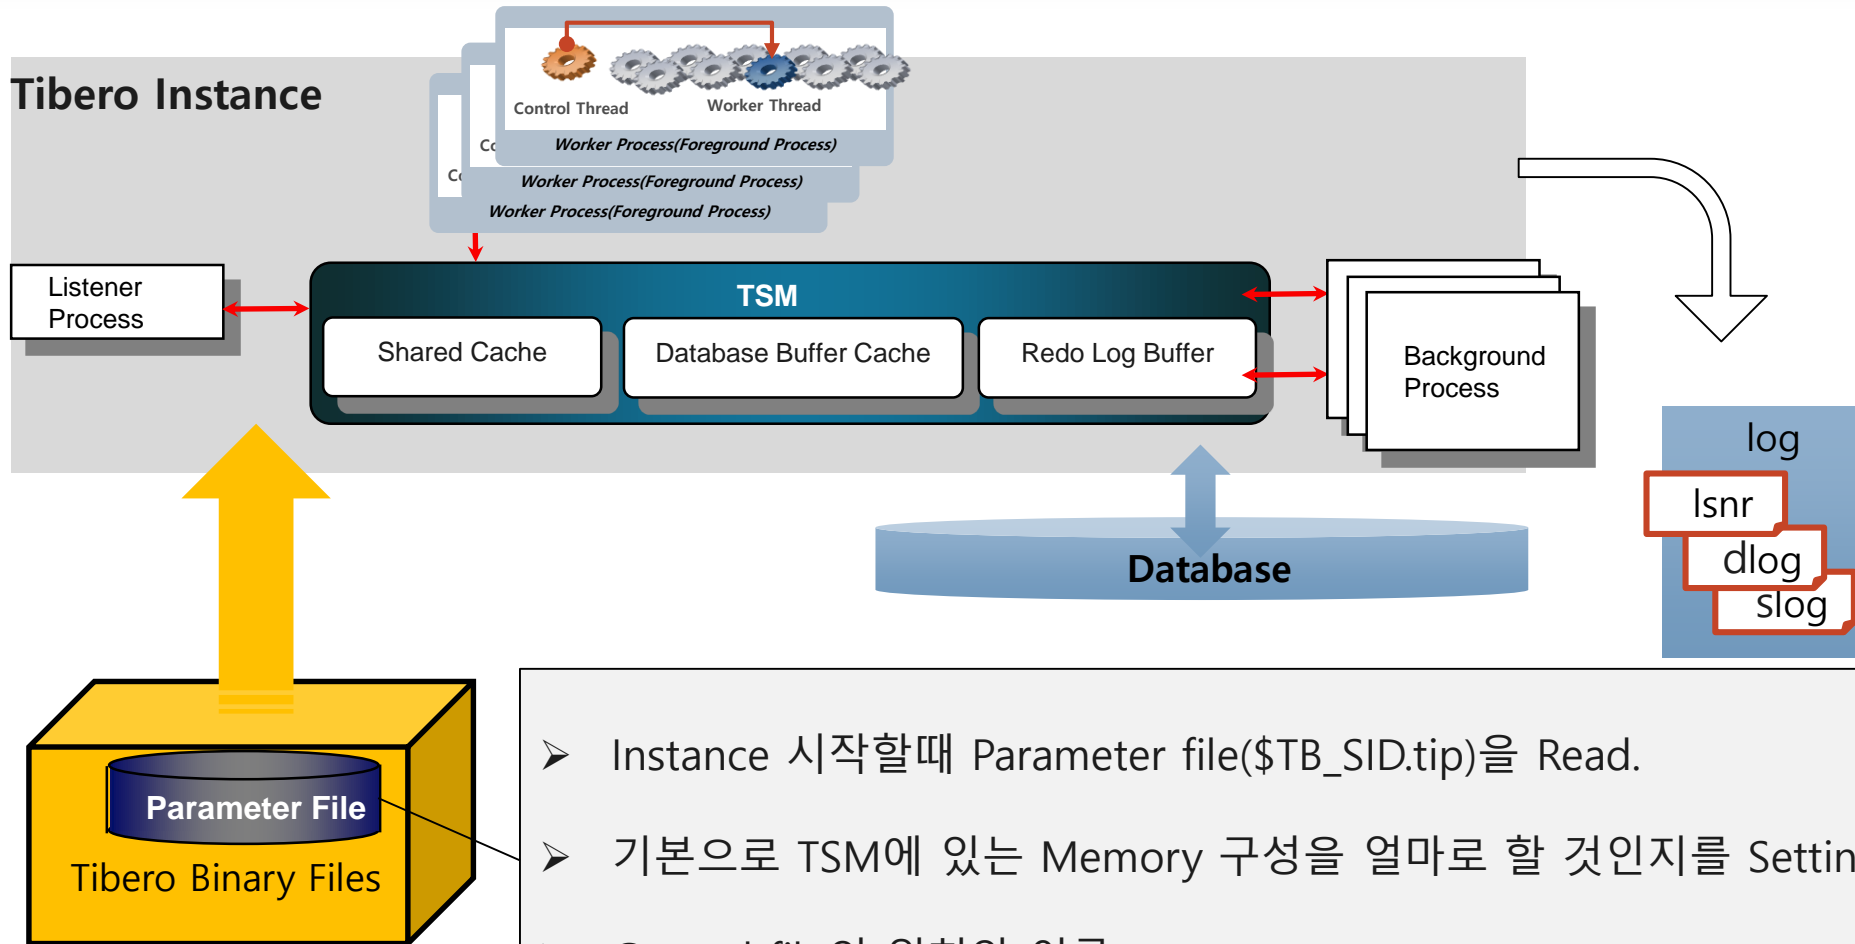 Tibero Instance
Control Thread
Worker Thread
Worker Process(Foreground Process)
Co
Worker Process(Foreground Process)
Co
Worker Process(Foreground Process)
Listener
Process
TSM
Shared Cache
Database Buffer Cache
Redo Log Buffer
Background
Process
log
lsnr
dlog
slog
Database
Parameter File
Tibero Binary Files
➢ Instance 시작할때 Parameter file($TB_SID.tip)을 Read.
➢ 기본으로 TSM에 있는 Memory 구성을 얼마로 할 것인지를 Settin